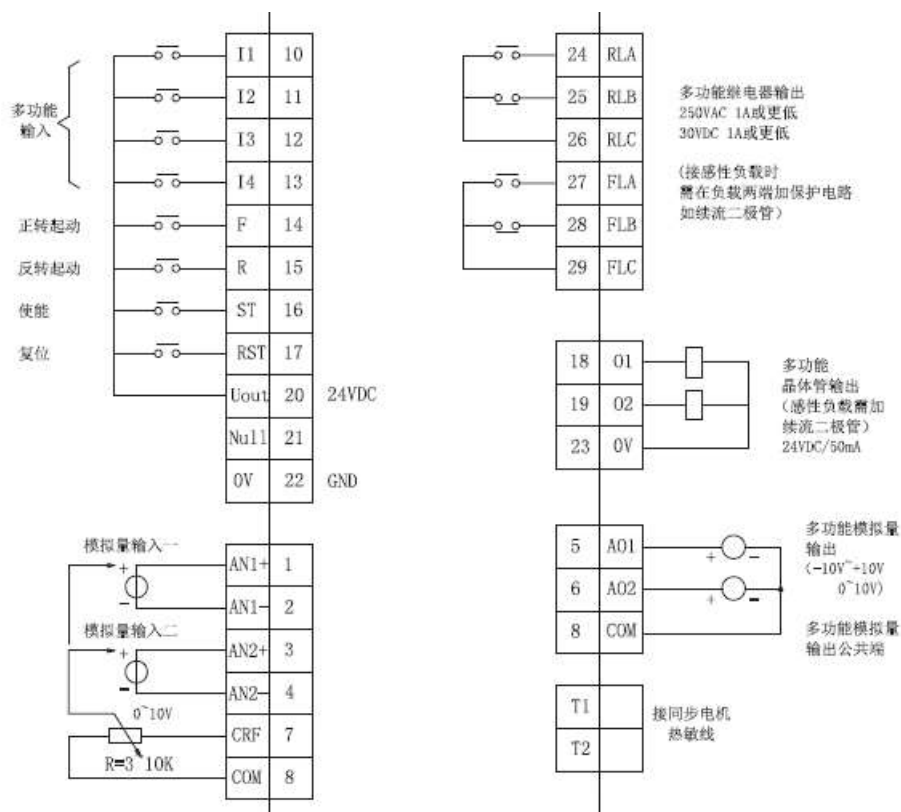 多功能
输入
正转起动
反转起动
使能
复位
I1 10
I2 11
I3 12
I4 13
F 14
R 15
ST 16
RST 17
Uout 20 24VDC
Null 21
0V 22 GND
模拟量输入一
+
-
模拟量输入二
+
-
0~10V
R=3~10K
AN1+ 1
AN1- 2
AN2+ 3
AN2- 4
CRF 7
COM 8
24 RLA
25 RLB
26 RLC
27 FLA
28 FLB
29 FLC
多功能继电器输出
250VAC 1A或更低
30VDC 1A或更低
(接感性负载时
需在负载两端加保护电路
如续流二极管)
18 O1
19 O2
23 0V
多功能
晶体管输出
(感性负载需加
续流二极管)
24VDC/50mA
5 AO1
+ -
6 AO2
+ -
8 COM
多功能模拟量
输出
(-10V~+10V
0~10V)
多功能模拟量
输出公共端
T1
T2
接同步电机
热敏线